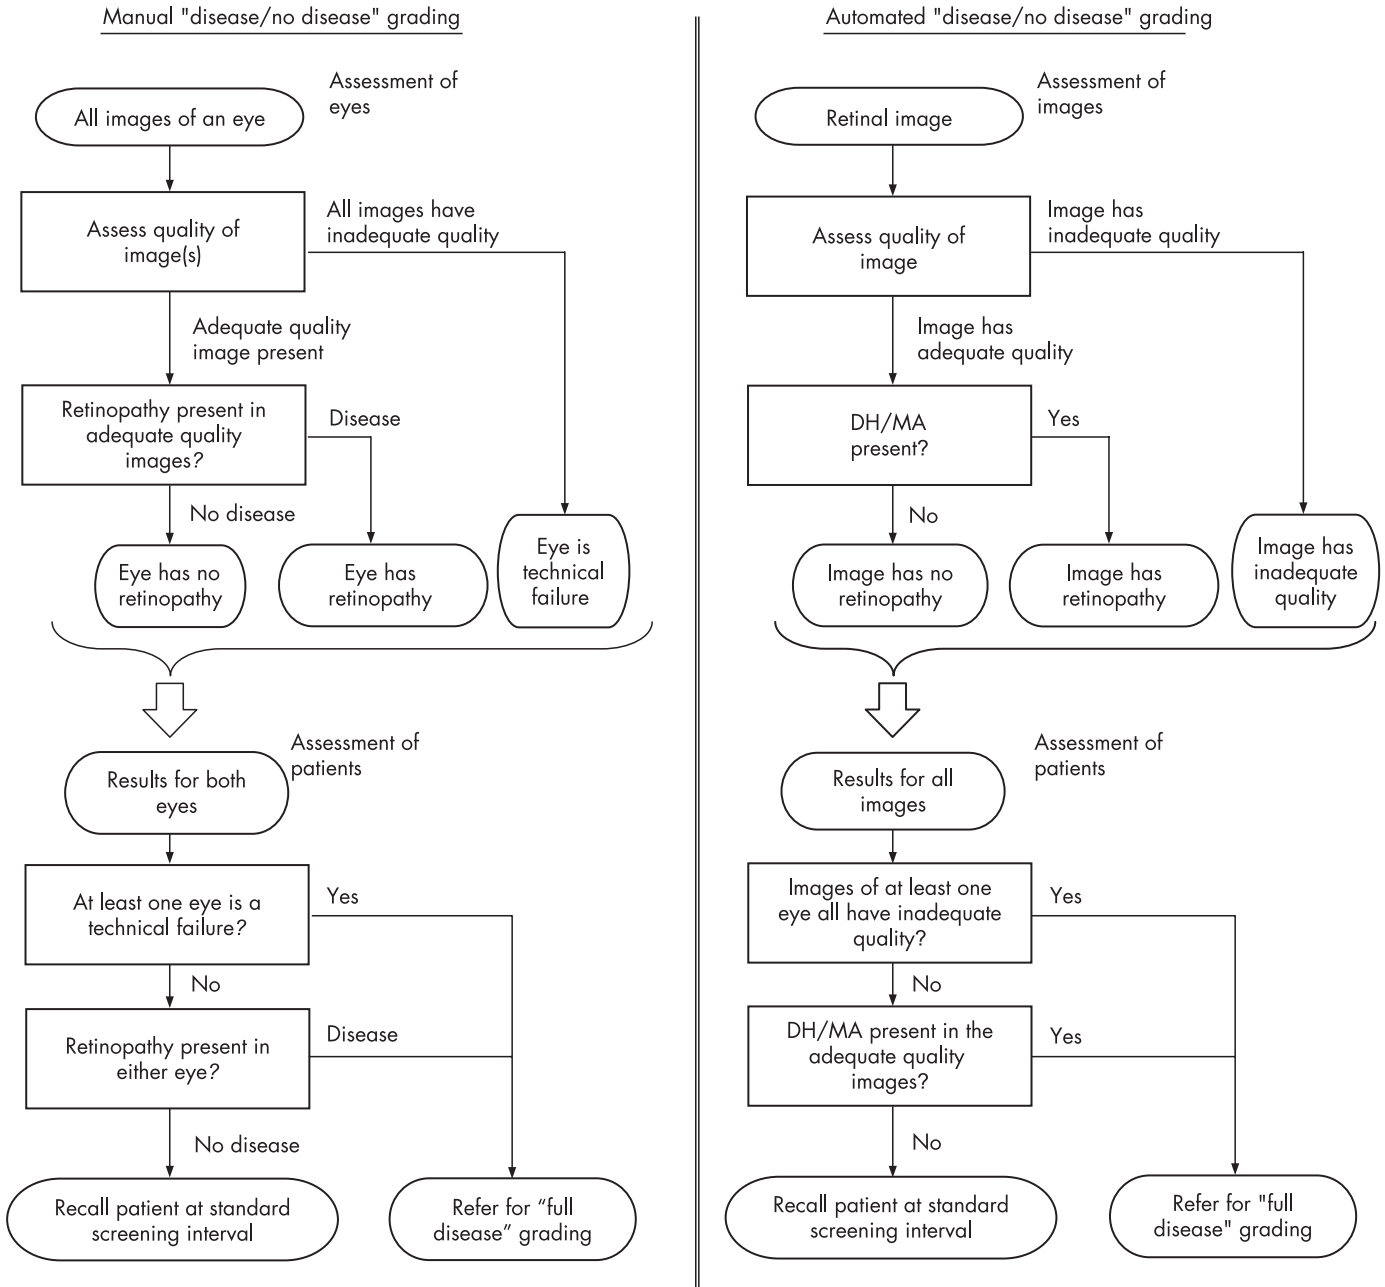 Manual "disease/no disease" grading
Assessment of
eyes
All images of an eye
Assess quality of
image(s)
All images have
inadequate quality
Adequate quality
image present
Retinopathy present in
adequate quality
images?
Disease
No disease
Eye has no
retinopathy
Eye has
retinopathy
Eye is
technical
failure
Assessment of
patients
Results for both
eyes
At least one eye is a
technical failure?
Yes
No
Retinopathy present in
either eye?
Disease
No disease
Recall patient at standard
screening interval
Refer for “full
disease” grading
Automated "disease/no disease" grading
Assessment of
images
Retinal image
Assess quality of
image
Image has
inadequate quality
Image has
adequate quality
DH/MA
present?
Yes
No
Image has no
retinopathy
Image has
retinopathy
Image has
inadequate
quality
Assessment of
patients
Results for all
images
Images of at least one
eye all have inadequate
quality?
Yes
No
DH/MA present in the
adequate quality
images?
Yes
No
Recall patient at standard
screening interval
Refer for "full
disease" grading